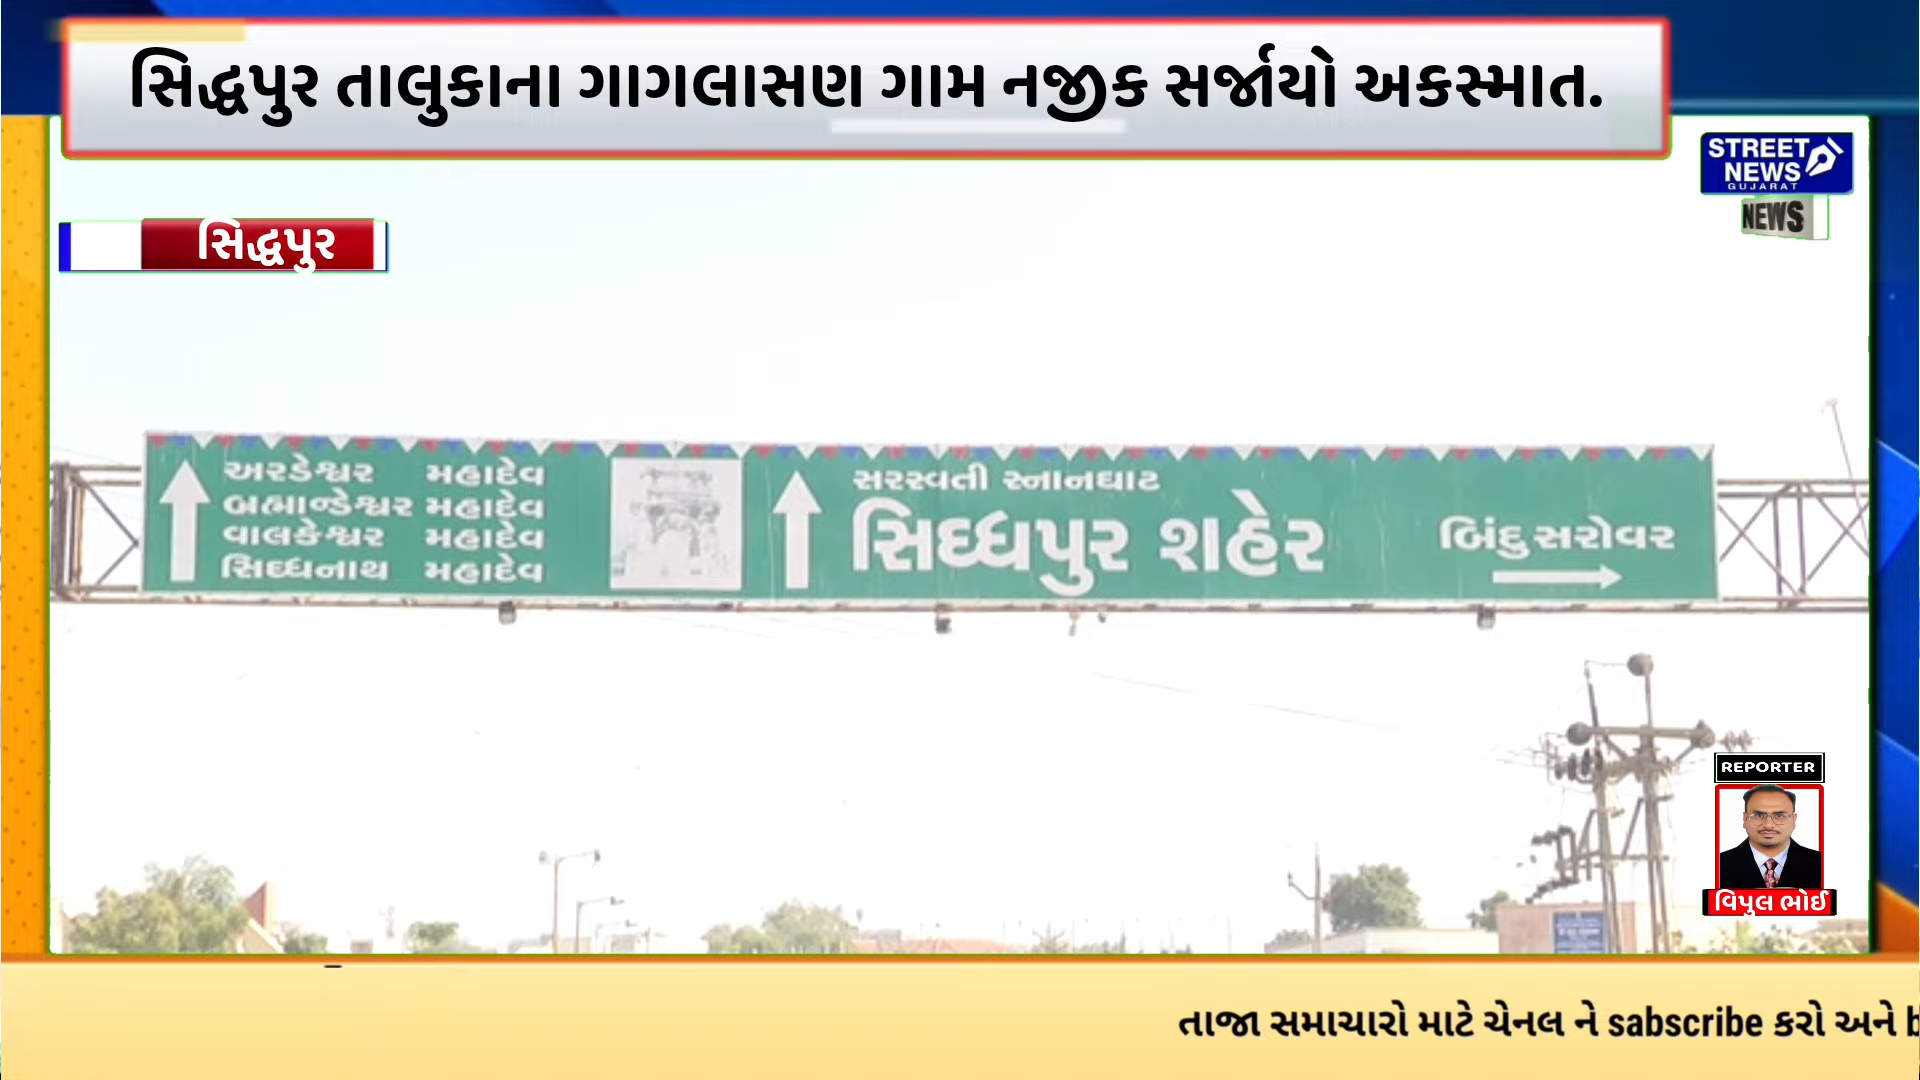 સિદ્ધપુર તાલુકાના ગાગલાસણ ગામ નજીક સર્જાયો અકસ્માત.
STREET
NEWS
GUJARAT
NEWS
સિદ્ધપુર
અરડેશ્વર મહાદેવ
બ્રહ્માણ્ડેશ્વર મહાદેવ
વાલકેશ્વર મહાદેવ
સિધ્ધનાથ મહાદેવ
સરસ્વતી સ્નાનઘાટ
સિધ્ધપુર શહેર
બિંદુ સરોવર
REPORTER
વિપુલ ભોઈ
તાજા સમાચારો માટે ચેનલ ને sabscribe કરો અને